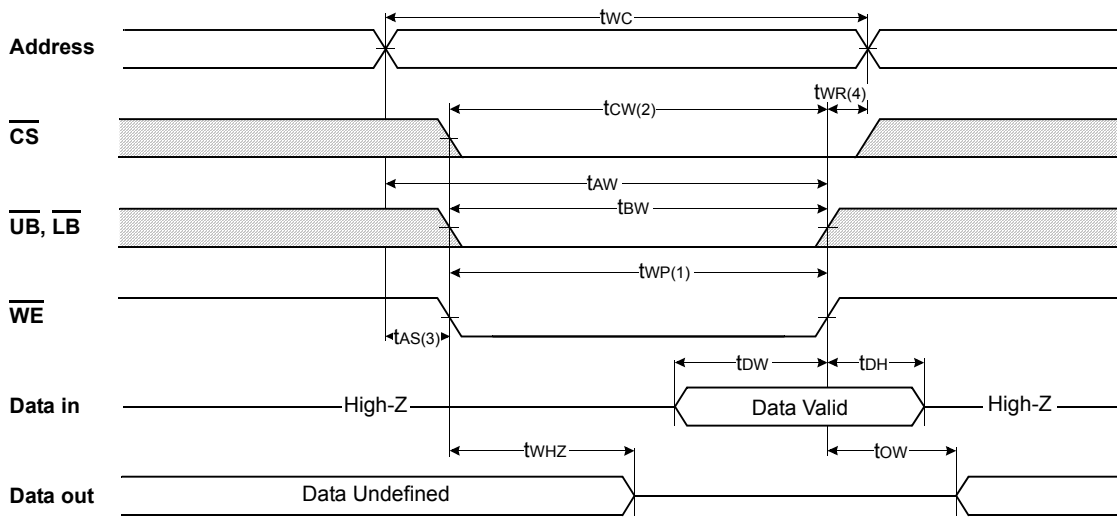 tWC
Address
tCW(2)
tWR(4)
CS
tAW
tBW
UB, LB
tWP(1)
WE
tAS(3)
tDW
tDH
Data in
High-Z
Data Valid
High-Z
tWHZ
tOW
Data out
Data Undefined